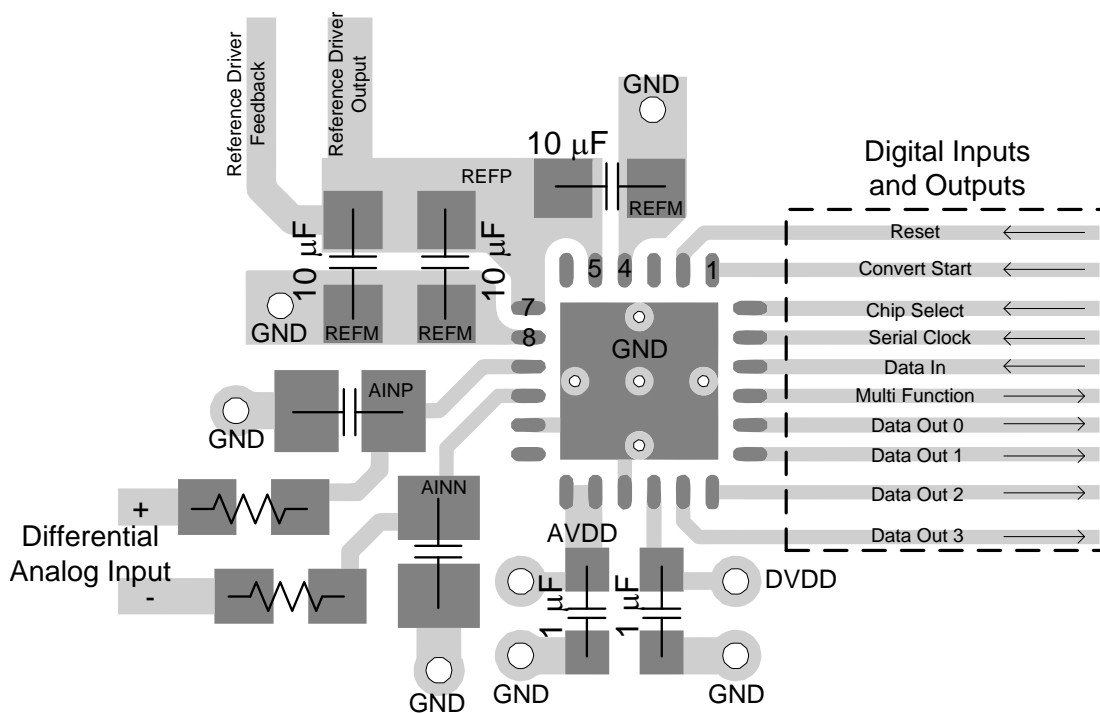 Reference Driver
Feedback
Reference Driver
Output
GND
10 μF
REFP
REFM
Digital Inputs
and Outputs
Reset
Convert Start
Chip Select
Serial Clock
Data In
Multi Function
Data Out 0
Data Out 1
Data Out 2
Data Out 3
10 μF
10 μF
5
4
1
7
8
GND
REFM
REFM
GND
AINP
GND
AINN
+
Differential
Analog Input
-
AVDD
DVDD
1 μF
1 μF
GND
GND
GND